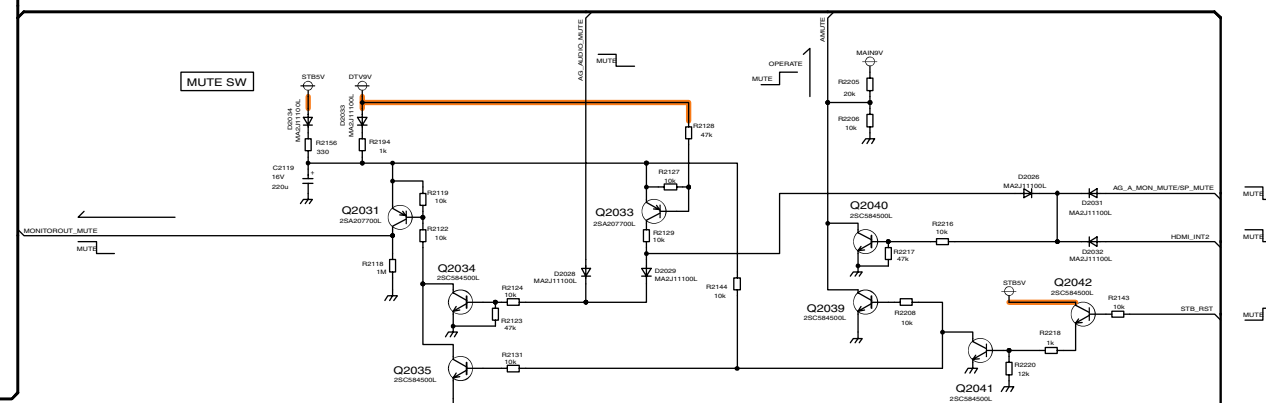 MUTE SW
STB5V
DTV9V
D2034
MA2J11100L
D2033
MA2J11100L
R2156
330
R2194
1k
C2119
16V
220u
+
AG_AUDIO_MUTE
MUTE
AMUTE
OPERATE
MUTE
MAIN9V
R2205
20k
R2206
10k
R2128
47k
R2127
10k
R2119
10k
Q2031
2SA207700L
R2122
10k
Q2033
2SA207700L
R2129
10k
MONITOROUT_MUTE
MUTE
R2118
1M
Q2034
2SC584500L
R2124
10k
R2123
47k
D2028
MA2J11100L
D2029
MA2J11100L
R2144
10k
Q2035
2SC584500L
R2131
10k
Q2040
2SC584500L
R2216
10k
R2217
47k
D2026
MA2J11100L
AG_A_MON_MUTE/SP_MUTE
D2031
MA2J11100L
MUTE
HDMI_INT2
D2032
MA2J11100L
MUTE
Q2039
2SC584500L
R2208
10k
STB5V
Q2042
2SC584500L
R2143
10k
STB_RST
MUTE
R2218
1k
R2220
12k
Q2041
2SC584500L